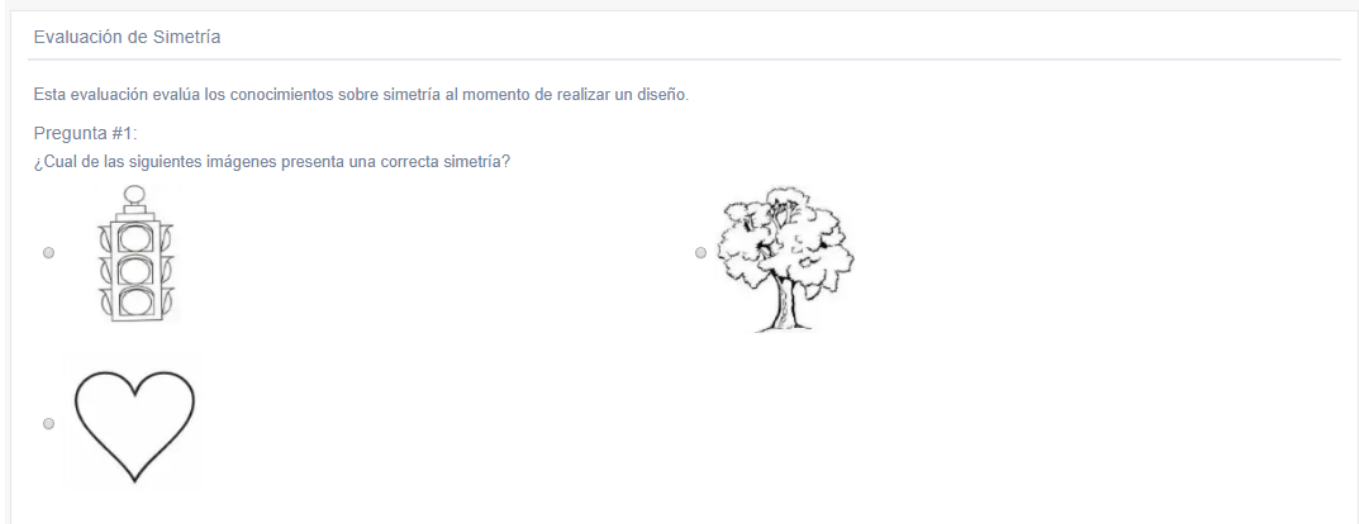 Evaluación de Simetría
Esta evaluación evalúa los conocimientos sobre simetría al momento de realizar un diseño.
Pregunta #1:
¿Cual de las siguientes imágenes presenta una correcta simetría?